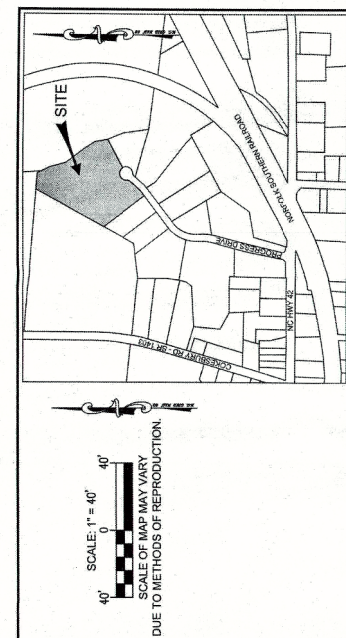 SITE
NORFOLK SOUTHERN RAILROAD
PROGRESS DRIVE
NC HWY 42
COKESBURY RD - SR 1403
SCALE: 1" = 40'
40' 0 40'
SCALE OF MAP MAY VARY
DUE TO METHODS OF REPRODUCTION.